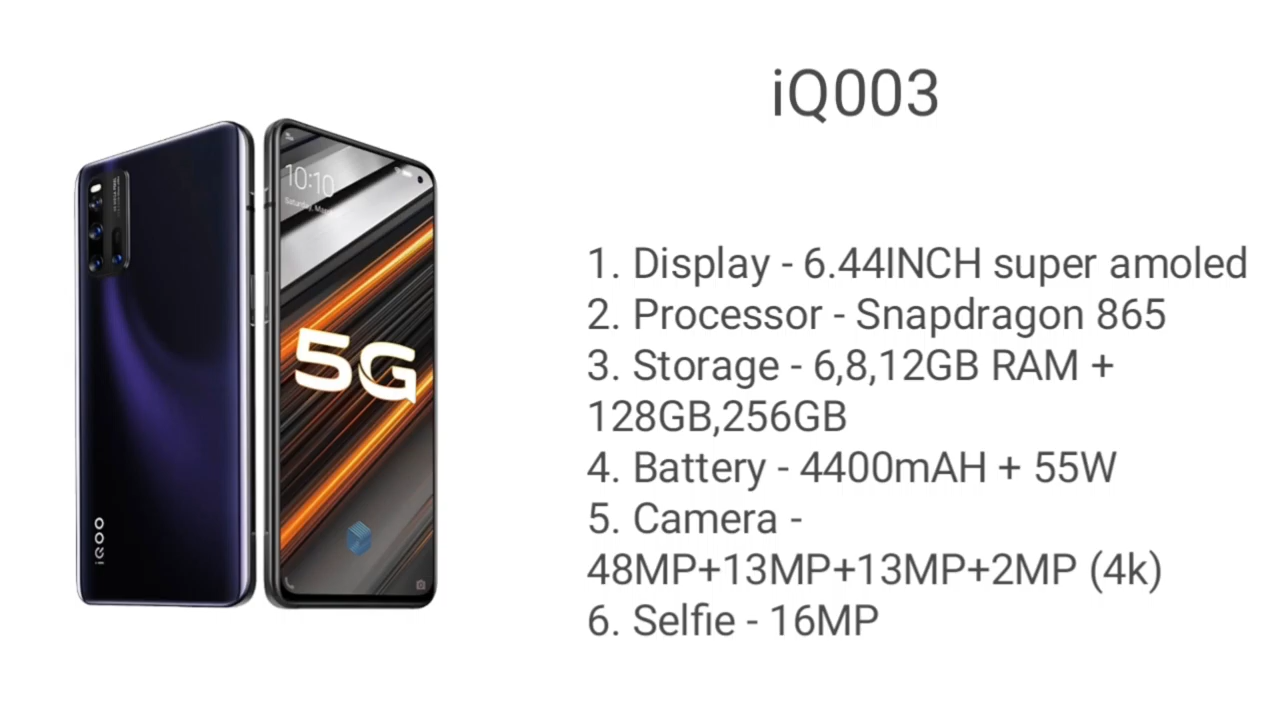 iQ003
10:10
5G
iQOO
1. Display - 6.44INCH super amoled
2. Processor - Snapdragon 865
3. Storage - 6,8,12GB RAM +
128GB,256GB
4. Battery - 4400mAH + 55W
5. Camera -
48MP+13MP+13MP+2MP (4k)
6. Selfie - 16MP